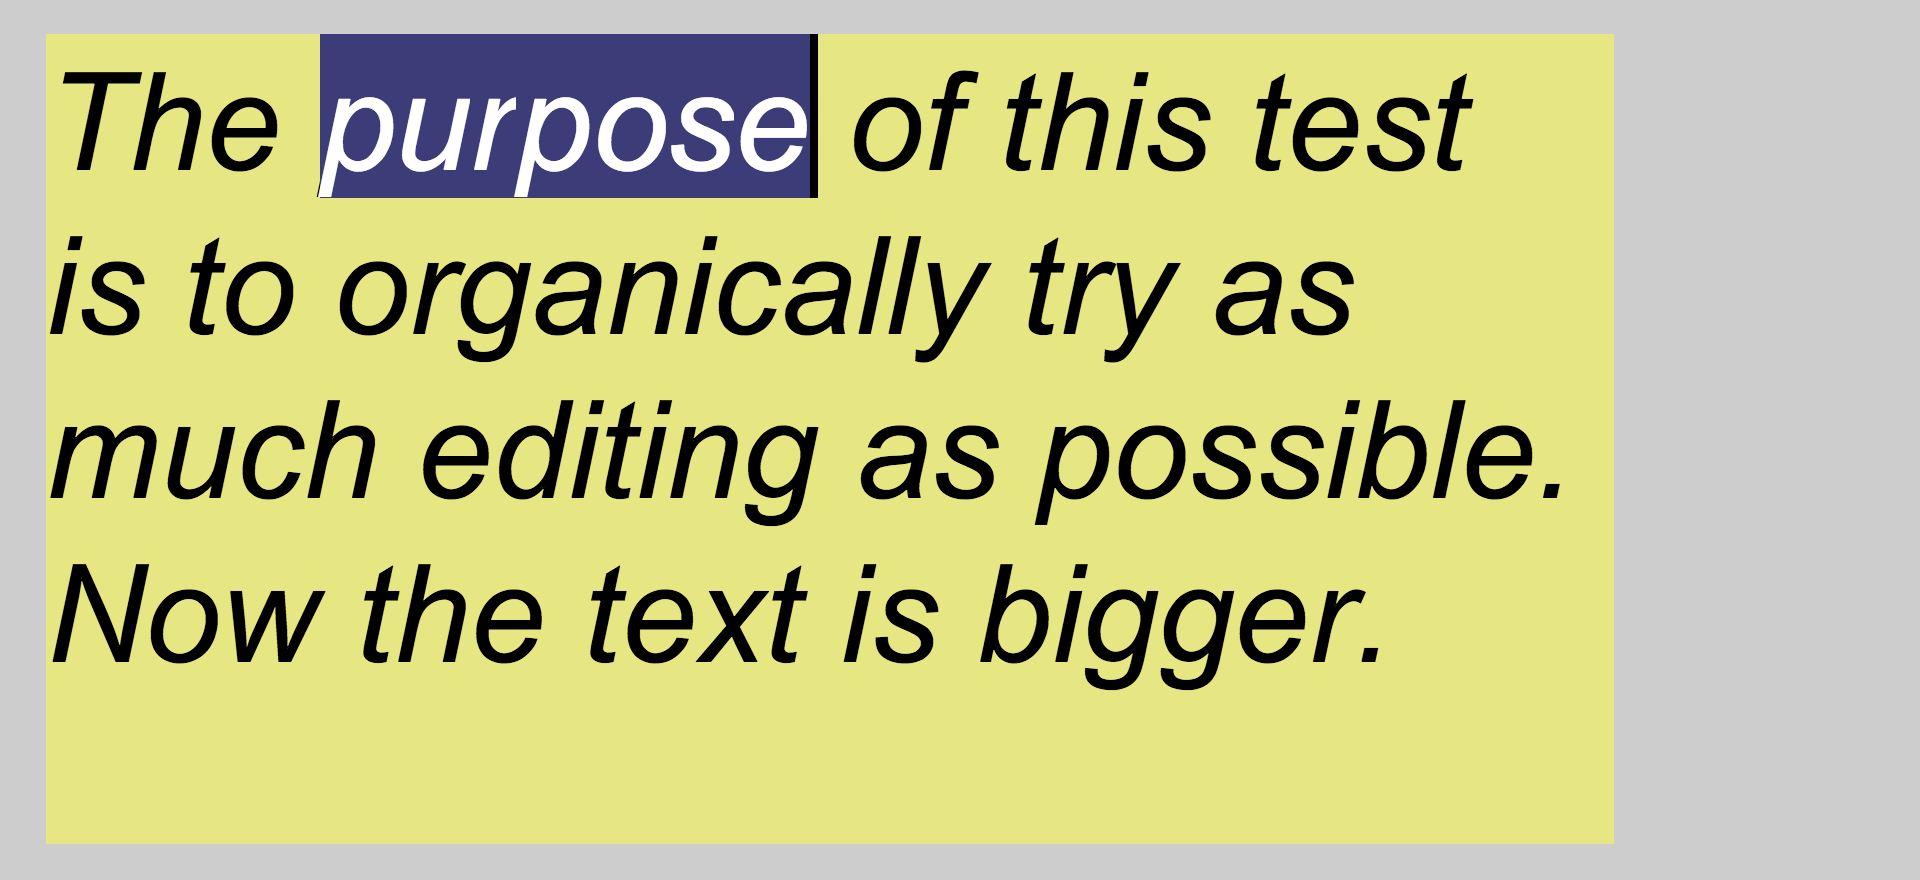 The purpose of this test
is to organically try as
much editing as possible.
Now the text is bigger.